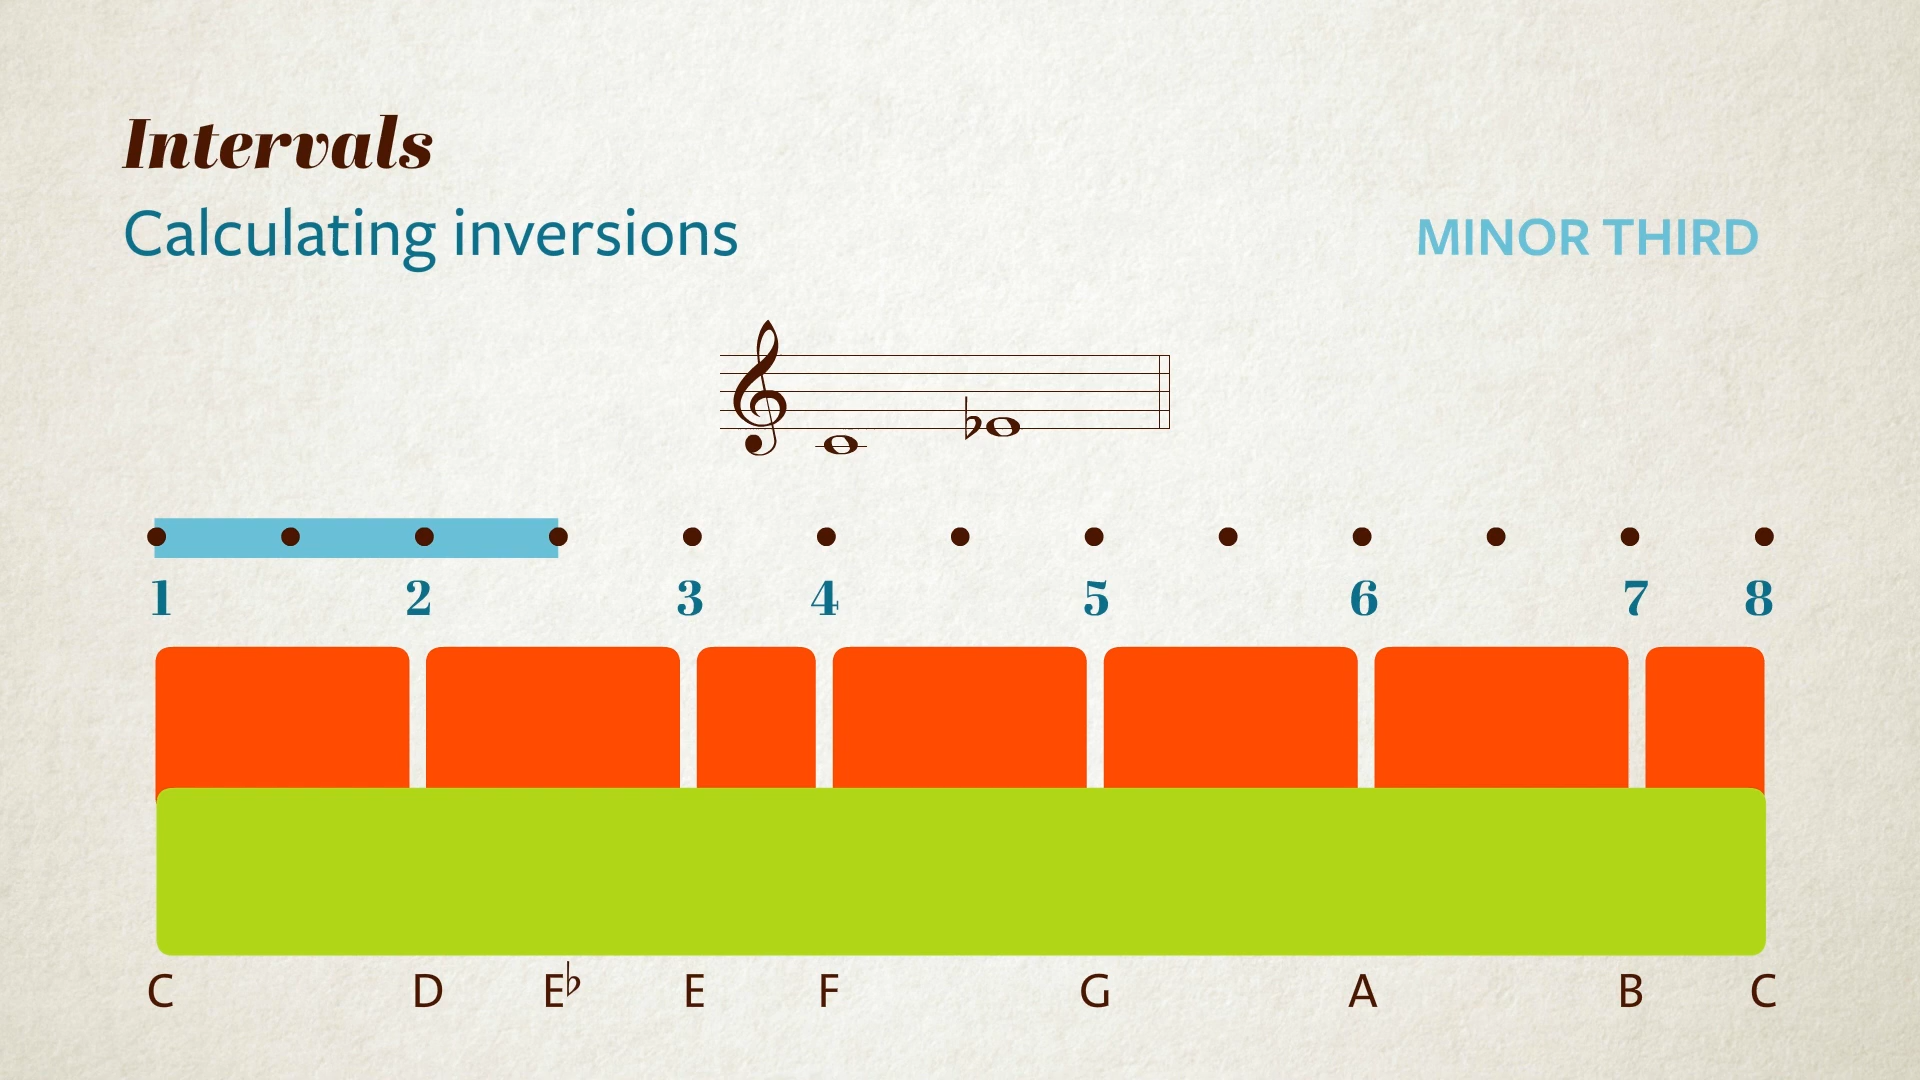 Intervals
Calculating inversions
MINOR THIRD
1 2 3 4 5 6 7 8
C D E♭ E F G A B C